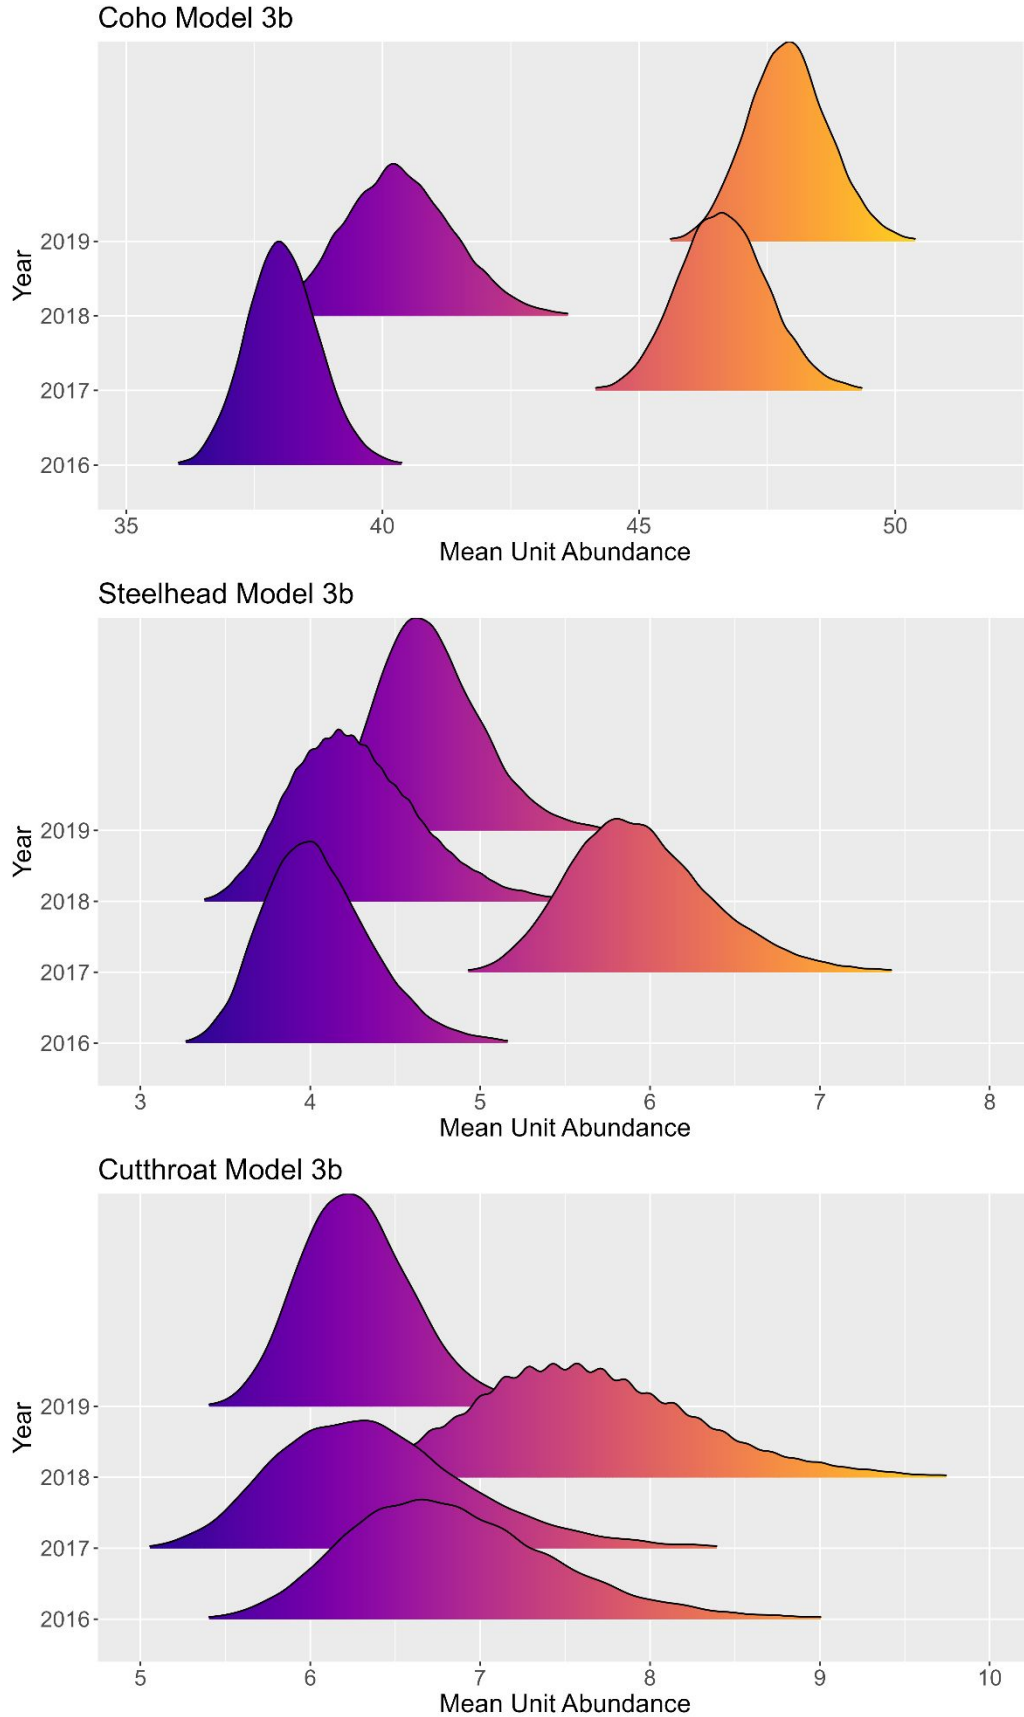 Coho Model 3b
Year
2019
2018
2017
2016
35 40 45 50
Mean Unit Abundance
Steelhead Model 3b
Year
2019
2018
2017
2016
3 4 5 6 7 8
Mean Unit Abundance
Cutthroat Model 3b
Year
2019
2018
2017
2016
5 6 7 8 9 10
Mean Unit Abundance